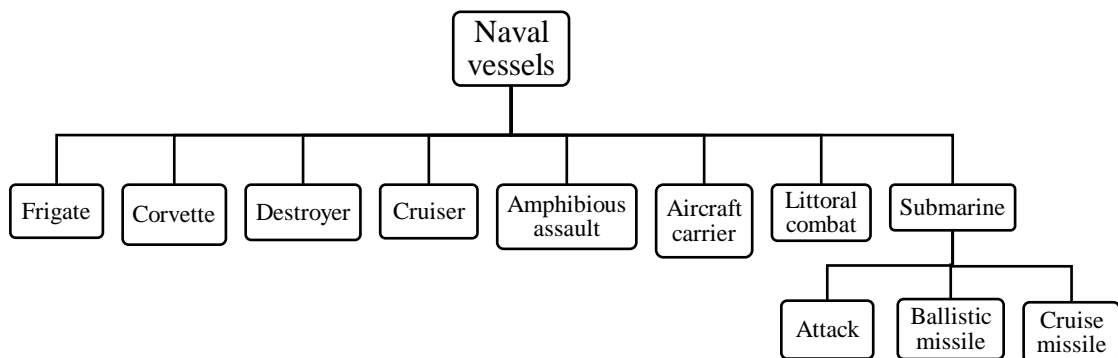 Naval
vessels
Frigate
Corvette
Destroyer
Cruiser
Amphibious
assault
Aircraft
carrier
Littoral
combat
Submarine
Attack
Ballistic
missile
Cruise
missile